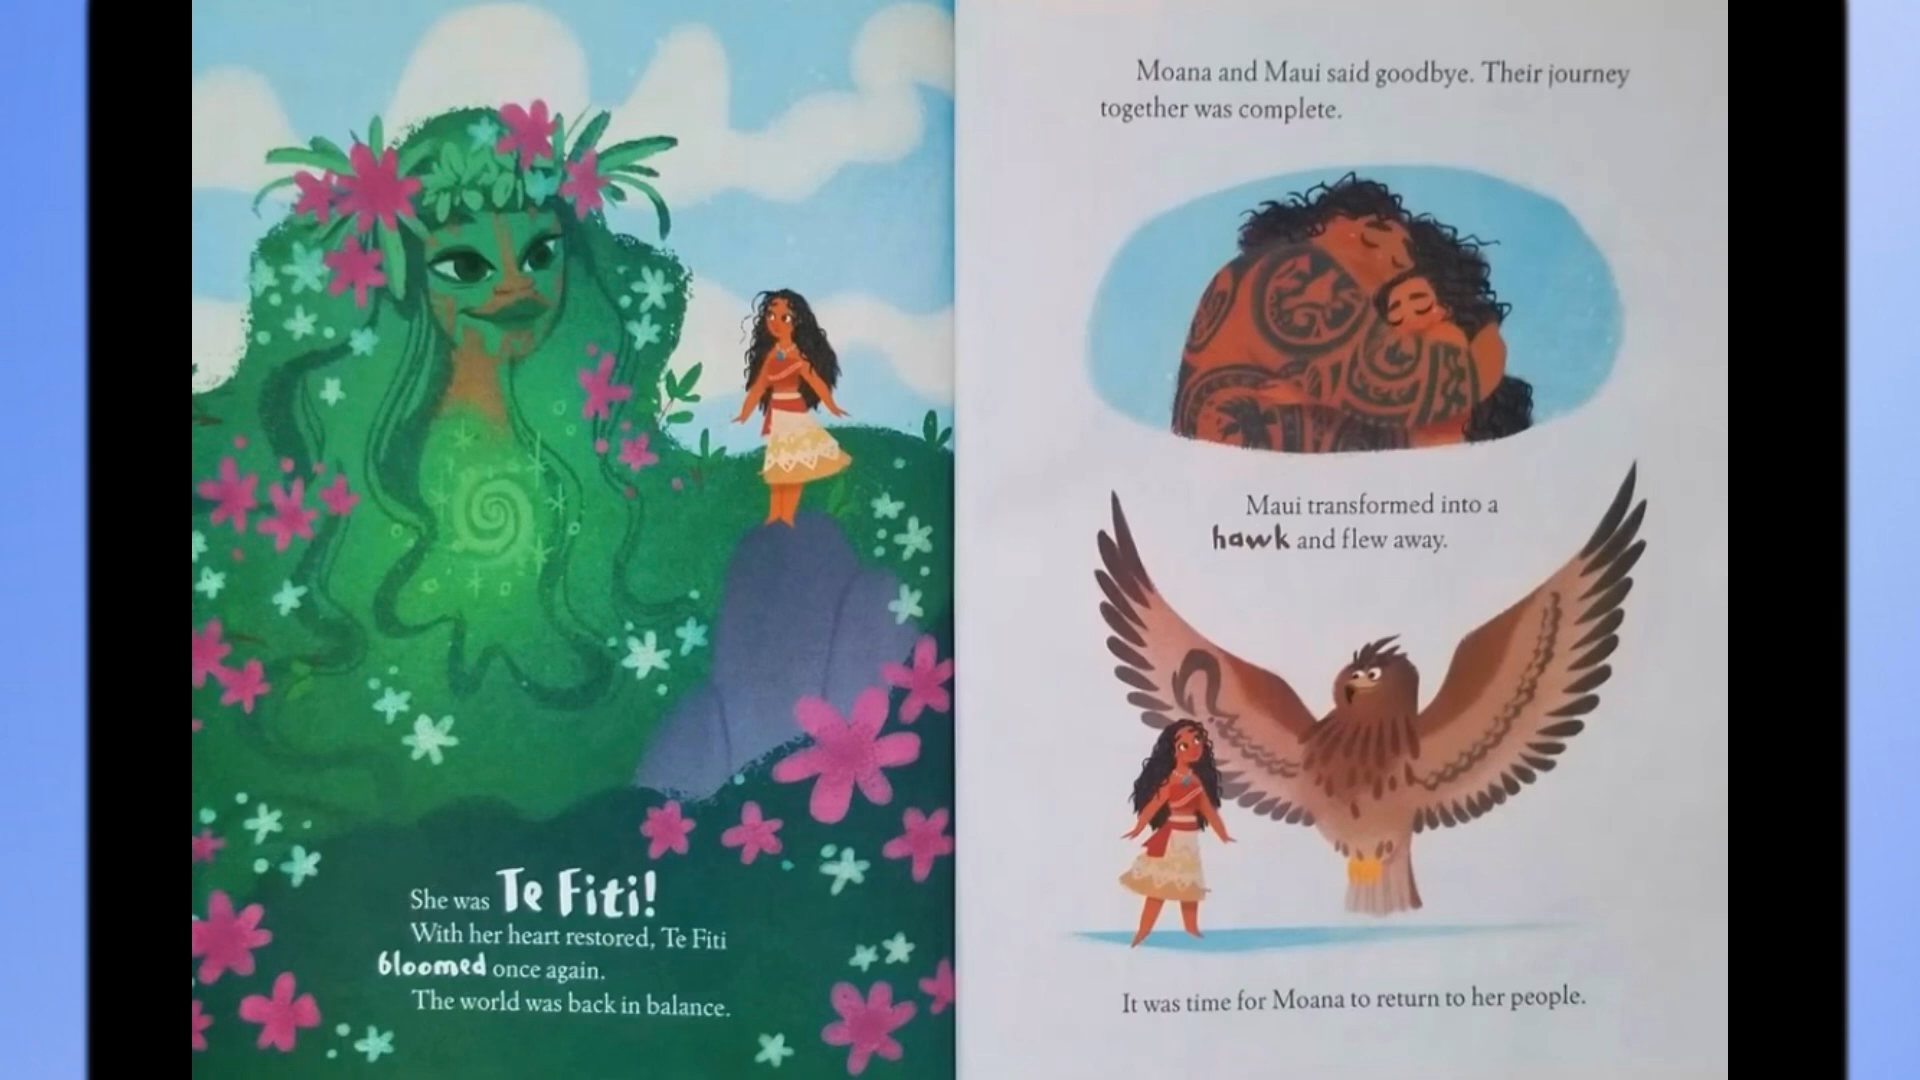 She was Te Fiti!
With her heart restored, Te Fiti
bloomed once again.
The world was back in balance.
Moana and Maui said goodbye. Their journey
together was complete.
Maui transformed into a
hawk and flew away.
It was time for Moana to return to her people.